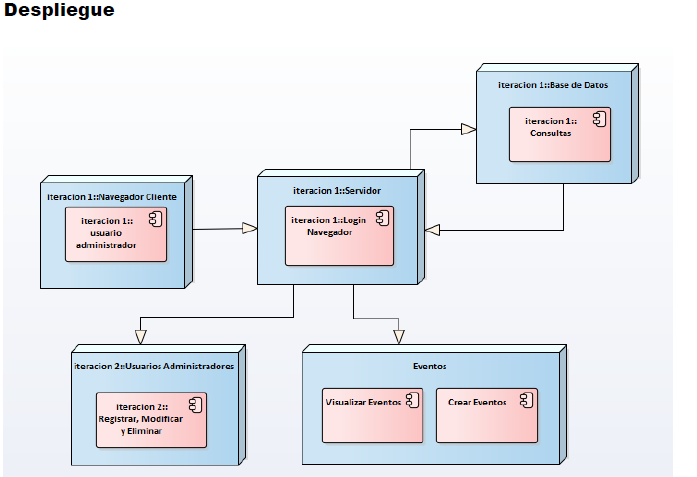 Despliegue
iteracion 1::Base de Datos
iteracion 1::
Consultas
iteracion 1::Navegador Cliente
iteracion 1::
usuario
administrador
iteracion 1::Servidor
iteracion 1::Login
Navegador
iteracion 2::Usuarios Administradores
iteracion 2::
Registrar, Modificar
y Eliminar
Eventos
Visualizar Eventos
Crear Eventos